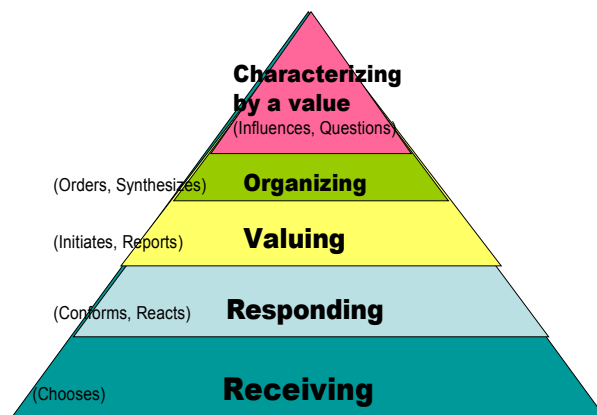 Characterizing
by a value
(Influences, Questions)
(Orders, Synthesizes) Organizing
(Initiates, Reports) Valuing
(Conforms, Reacts) Responding
(Chooses) Receiving